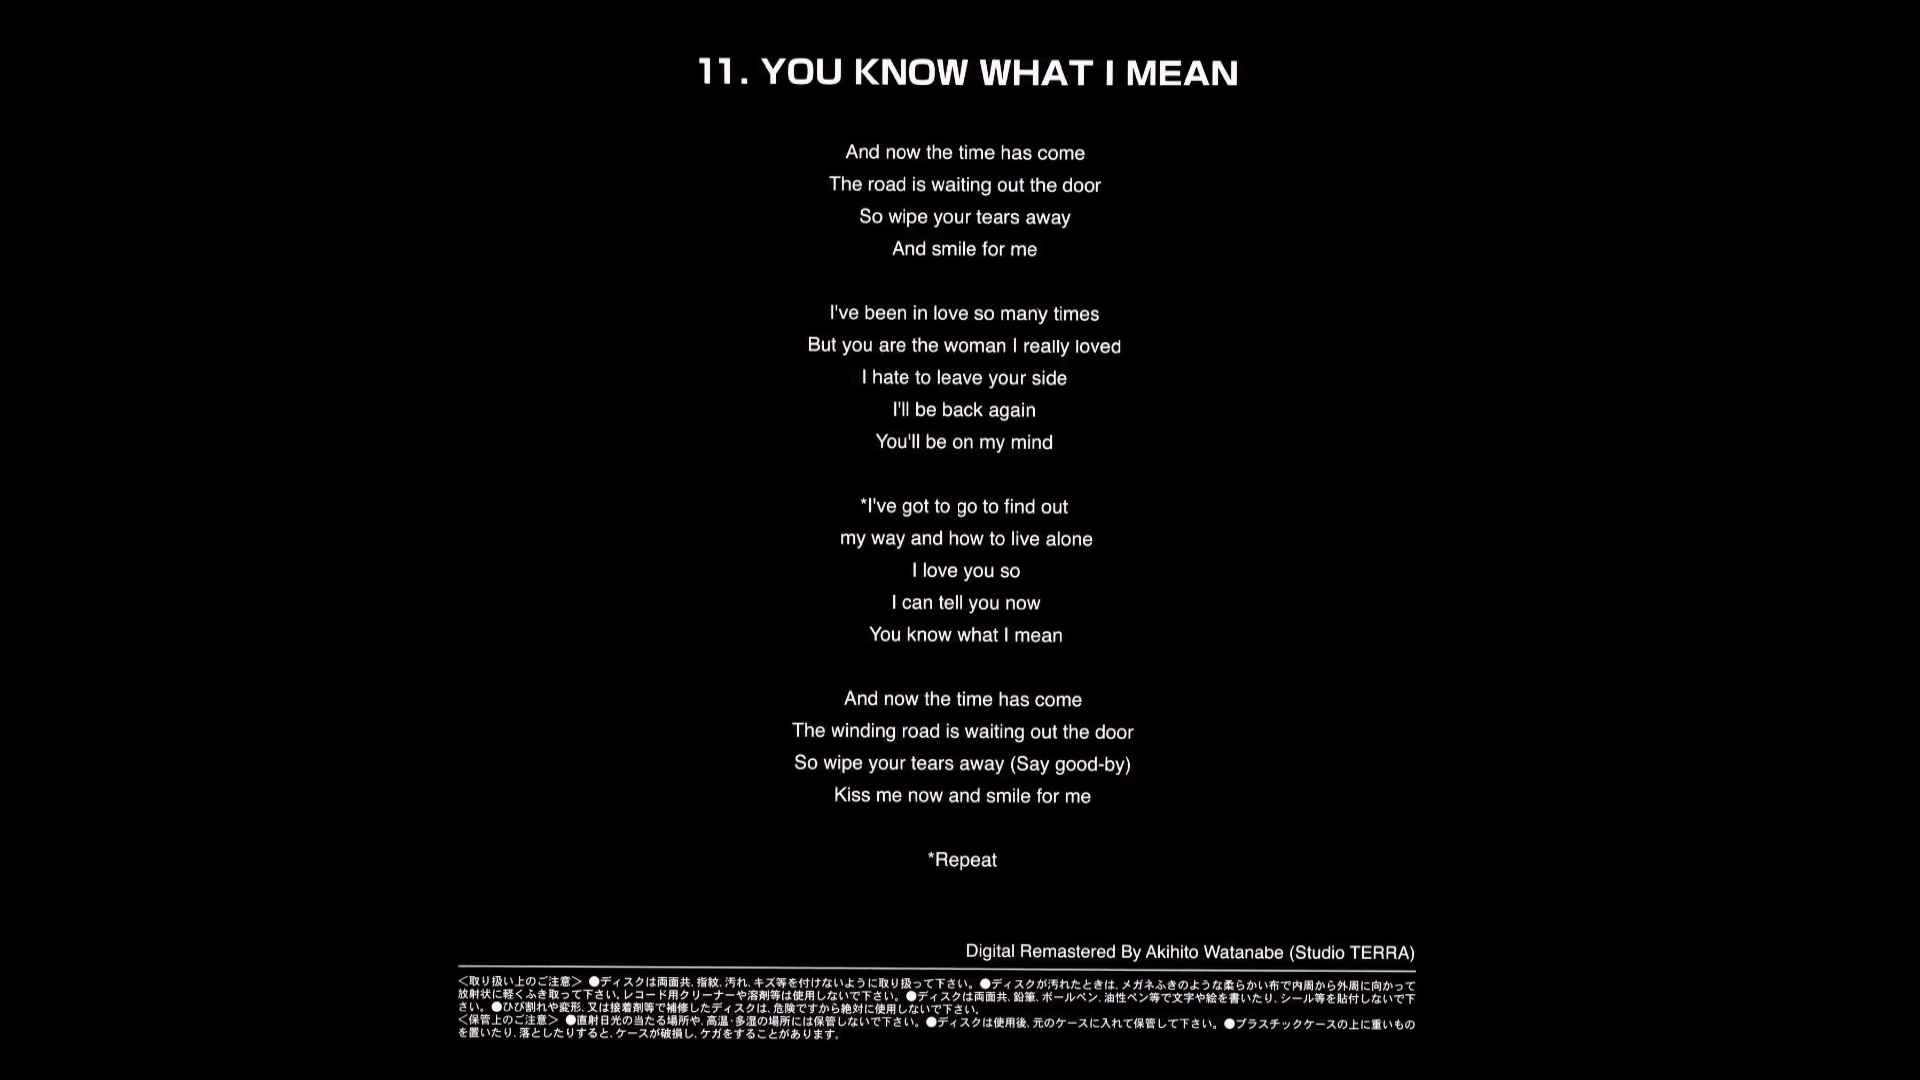 11. YOU KNOW WHAT I MEAN
And now the time has come
The road is waiting out the door
So wipe your tears away
And smile for me
I've been in love so many times
But you are the woman I really loved
I hate to leave your side
I'll be back again
You'll be on my mind
*I've got to go to find out
my way and how to live alone
I love you so
I can tell you now
You know what I mean
And now the time has come
The winding road is waiting out the door
So wipe your tears away (Say good-by)
Kiss me now and smile for me
*Repeat
Digital Remastered By Akihito Watanabe (Studio TERRA)
＜取り扱い上のご注意＞ ●ディスクは両面共、指紋、汚れ、キズ等を付けないように取り扱って下さい。●ディスクが汚れたときは、メガネふきのような柔らかい布で内周から外周に向かって
放射状に軽くふき取って下さい。レコード用クリーナーや溶剤等は使用しないで下さい。●ディスクは両面共、鉛筆、ボールペン、油性ペン等で文字や絵を書いたり、シール等を貼付しないで下
さい。●ひび割れや変形、又は接着剤等で補修したディスクは、危険ですから絶対に使用しないで下さい。
＜保管上のご注意＞ ●直射日光の当たる場所や、高温・多湿の場所には保管しないで下さい。●ディスクは使用後、元のケースに入れて保管して下さい。●プラスチックケースの上に重いもの
を置いたり、落としたりすると、ケースが破損し、ケガをすることがあります。